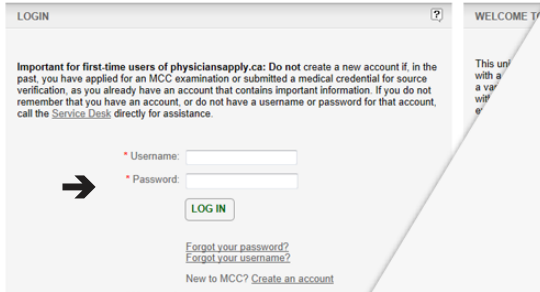 LOGIN ?
Important for first-time users of physiciansapply.ca: Do not create a new account if, in the
past, you have applied for an MCC examination or submitted a medical credential for source
verification, as you already have an account that contains important information. If you do not
remember that you have an account, or do not have a username or password for that account,
call the Service Desk directly for assistance.
* Username:
* Password:
LOG IN
Forgot your password?
Forgot your username?
New to MCC? Create an account
WELCOME
This
with a
a